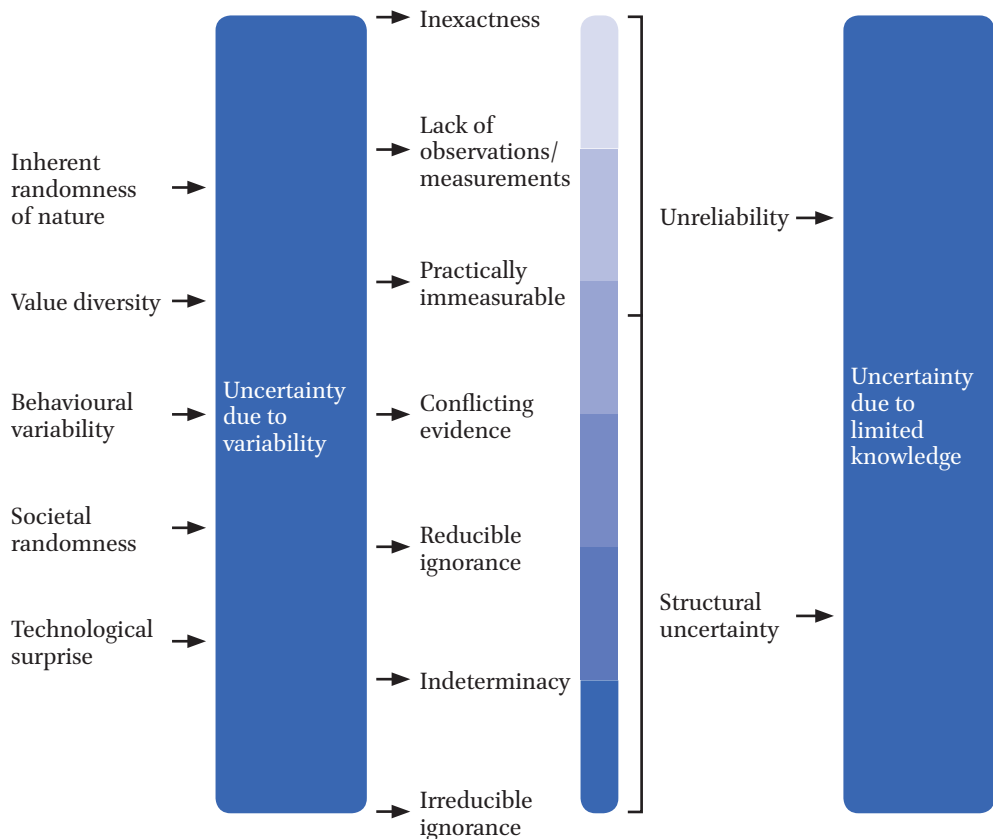 Inherent
randomness
of nature
Value diversity
Behavioural
variability
Societal
randomness
Technological
surprise
Uncertainty
due to
variability
Inexactness
Lack of
observations/
measurements
Practically
immeasurable
Conflicting
evidence
Reducible
ignorance
Indeterminacy
Irreducible
ignorance
Unreliability
Structural
uncertainty
Uncertainty
due to
limited
knowledge